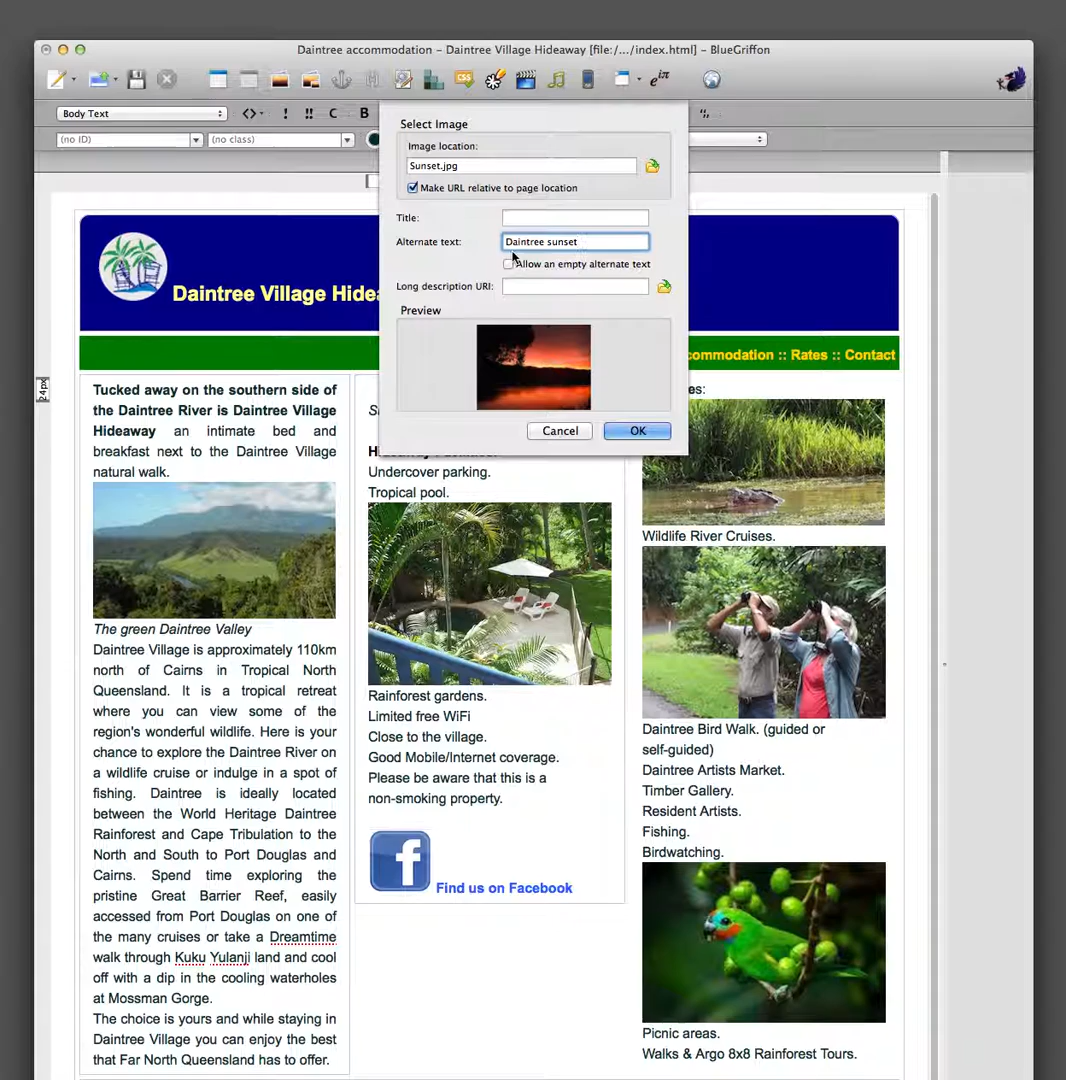 Daintree accommodation – Daintree Village Hideaway [file:/.../index.html] – BlueGriffon
eiπ
Body Text
<>
!
!!
C
B
(no ID)
(no class)
Select Image
Image location:
Sunset.jpg
Make URL relative to page location
Title:
Alternate text:
Daintree sunset
Allow an empty alternate text
Long description URI:
Preview
Cancel
OK
24px
Daintree Village Hidea
commodation :: Rates :: Contact
Tucked away on the southern side of
the Daintree River is Daintree Village
Hideaway an intimate bed and
breakfast next to the Daintree Village
natural walk.
The green Daintree Valley
Daintree Village is approximately 110km
north of Cairns in Tropical North
Queensland. It is a tropical retreat
where you can view some of the
region's wonderful wildlife. Here is your
chance to explore the Daintree River on
a wildlife cruise or indulge in a spot of
fishing. Daintree is ideally located
between the World Heritage Daintree
Rainforest and Cape Tribulation to the
North and South to Port Douglas and
Cairns. Spend time exploring the
pristine Great Barrier Reef, easily
accessed from Port Douglas on one of
the many cruises or take a Dreamtime
walk through Kuku Yulanji land and cool
off with a dip in the cooling waterholes
at Mossman Gorge.
The choice is yours and while staying in
Daintree Village you can enjoy the best
that Far North Queensland has to offer.
Undercover parking.
Tropical pool.
Rainforest gardens.
Limited free WiFi
Close to the village.
Good Mobile/Internet coverage.
Please be aware that this is a
non-smoking property.
f Find us on Facebook
es:
Wildlife River Cruises.
Daintree Bird Walk. (guided or
self-guided)
Daintree Artists Market.
Timber Gallery.
Resident Artists.
Fishing.
Birdwatching.
Picnic areas.
Walks & Argo 8x8 Rainforest Tours.